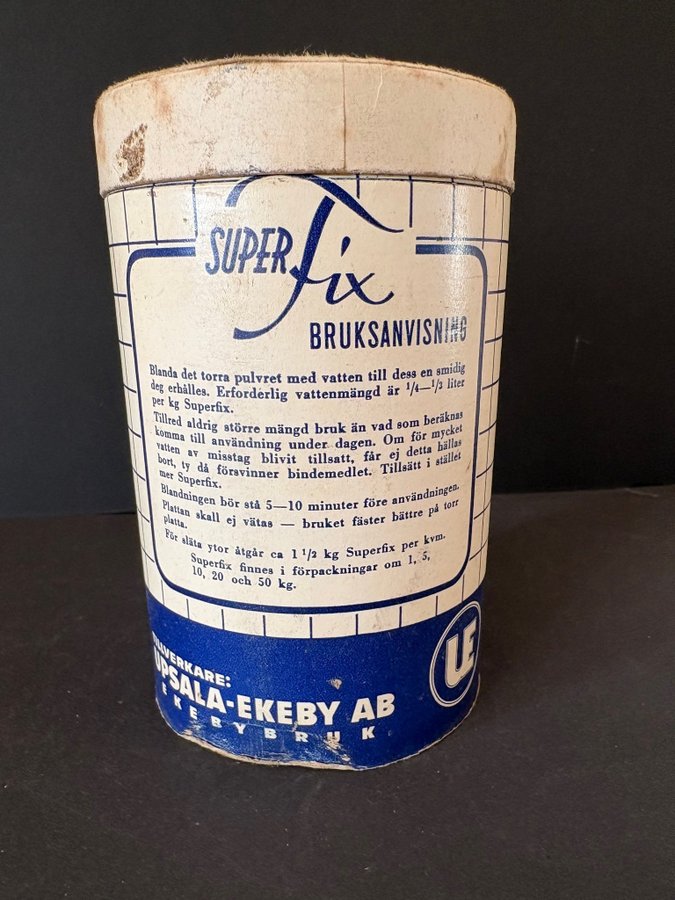 SUPER Fix
BRUKSANVISNING
Blanda det torra pulvret med vatten till dess en smidig
deg erhålles. Erforderlig vattenmängd är 1/4—1/2 liter
per kg Superfix.
Tillred aldrig större mängd bruk än vad som beräknas
komma till användning under dagen. Om för mycket
vatten av misstag blivit tillsatt, får ej detta hällas
bort, ty då försvinner bindemedlet. Tillsätt i stället
mer Superfix.
Blandningen bör stå 5—10 minuter före användningen.
Plattan skall ej vätas — bruket fäster bättre på torr
platta.
För släta ytor åtgår ca 1 1/2 kg Superfix per kvm.
Superfix finnes i förpackningar om 1, 5,
10, 20 och 50 kg.
TILLVERKARE:
UPSALA-EKEBY AB
EKEBYBRUK
UE